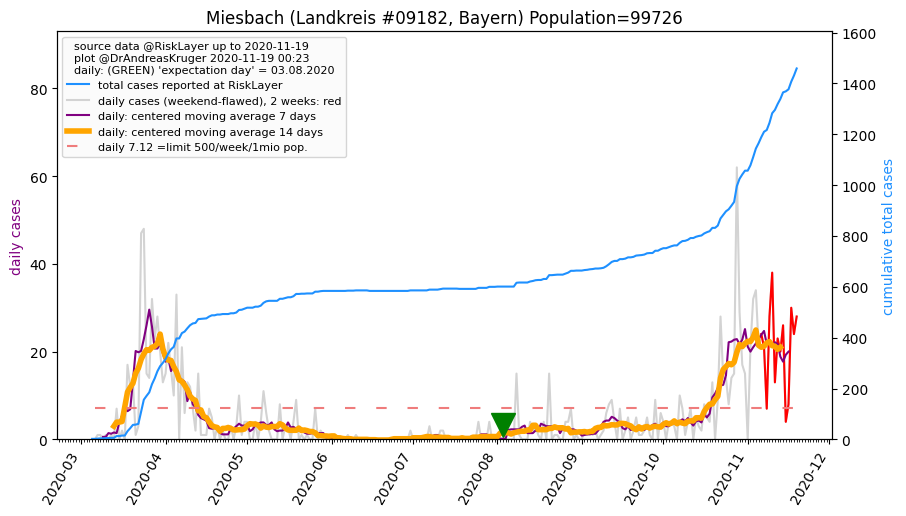 Miesbach (Landkreis #09182, Bayern) Population=99726
source data @RiskLayer up to 2020-11-19
plot @DrAndreasKruger 2020-11-19 00:23
daily: (GREEN) 'expectation day' = 03.08.2020
total cases reported at RiskLayer
daily cases (weekend-flawed), 2 weeks: red
daily: centered moving average 7 days
daily: centered moving average 14 days
daily 7.12 =limit 500/week/1mio pop.
daily cases
0
20
40
60
80
cumulative total cases
0
200
400
600
800
1000
1200
1400
1600
2020-03
2020-04
2020-05
2020-06
2020-07
2020-08
2020-09
2020-10
2020-11
2020-12